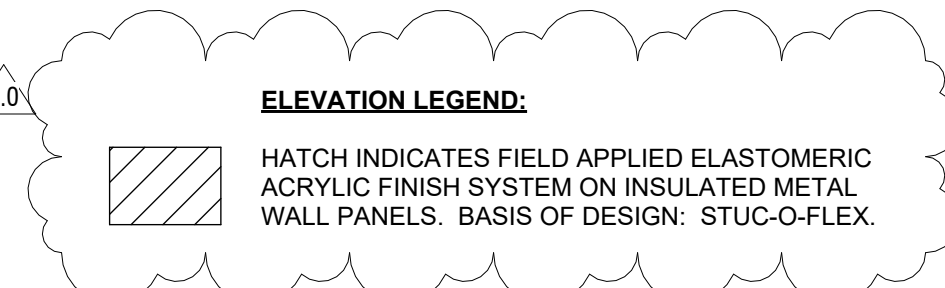 .0
ELEVATION LEGEND:
HATCH INDICATES FIELD APPLIED ELASTOMERIC
ACRYLIC FINISH SYSTEM ON INSULATED METAL
WALL PANELS. BASIS OF DESIGN: STUC-O-FLEX.